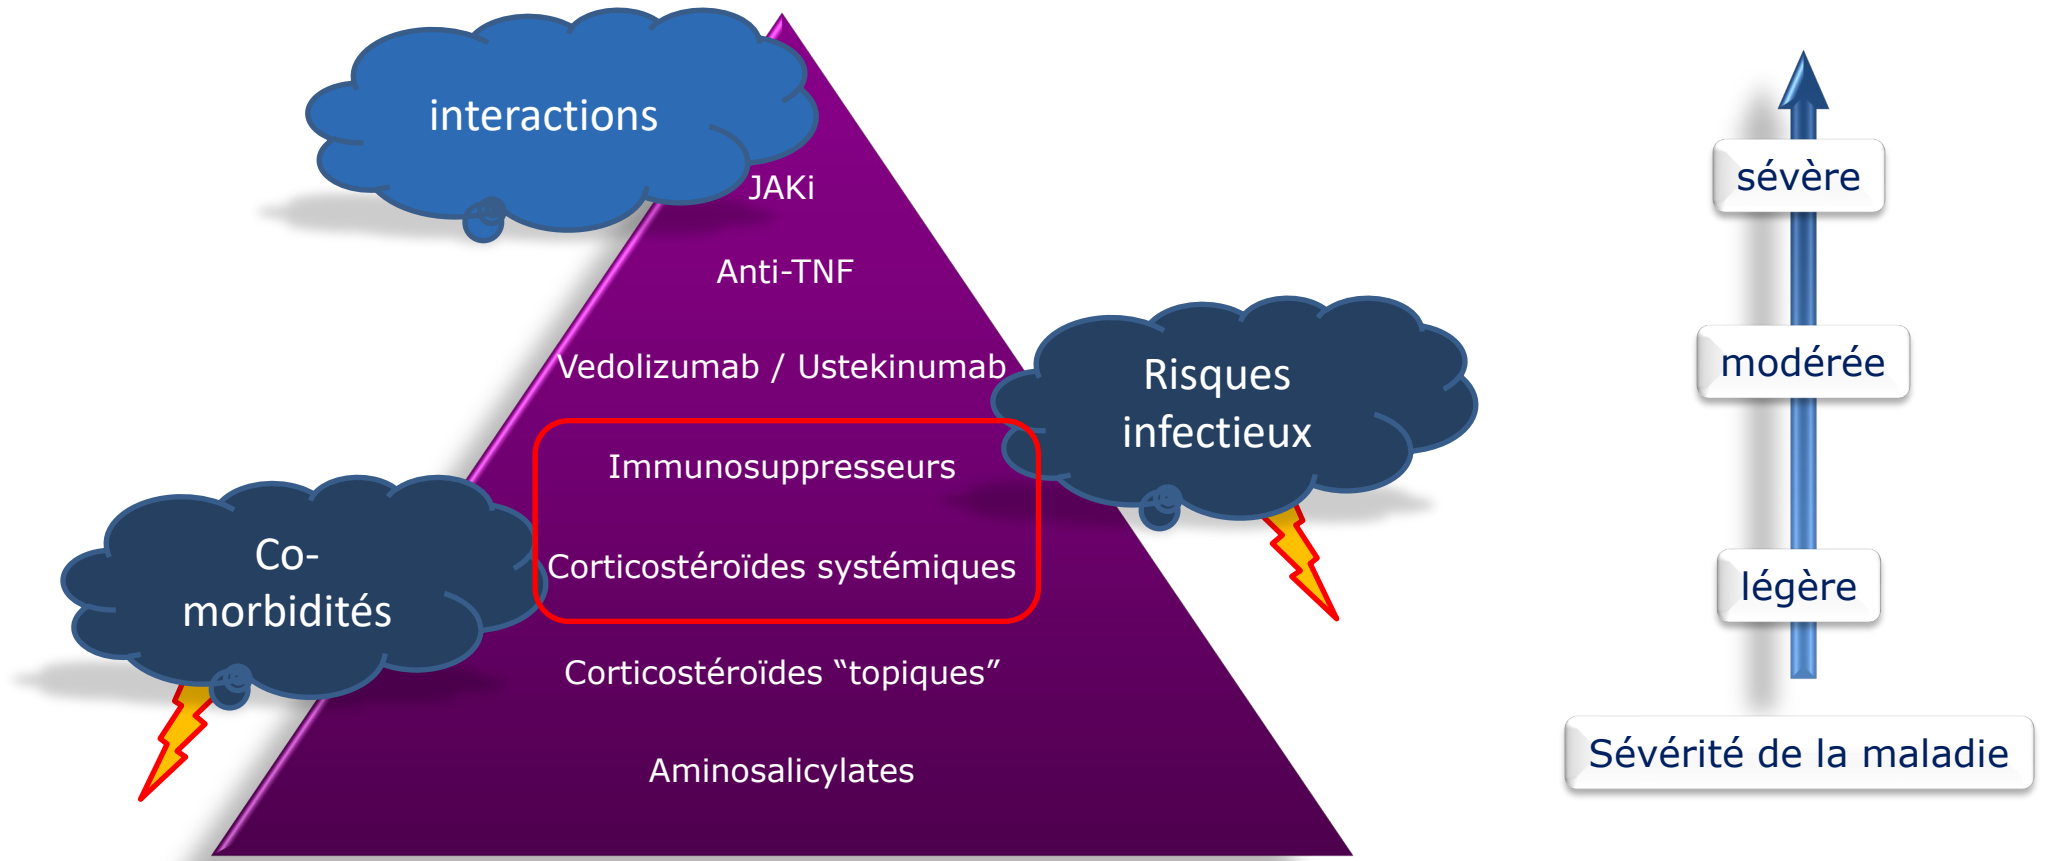 interactions
JAKi
Anti-TNF
Vedolizumab / Ustekinumab
Risques
infectieux
Immunosuppresseurs
Co-
morbidités
Corticostéroïdes systémiques
Corticostéroïdes “topiques”
Aminosalicylates
sévère
modérée
légère
Sévérité de la maladie